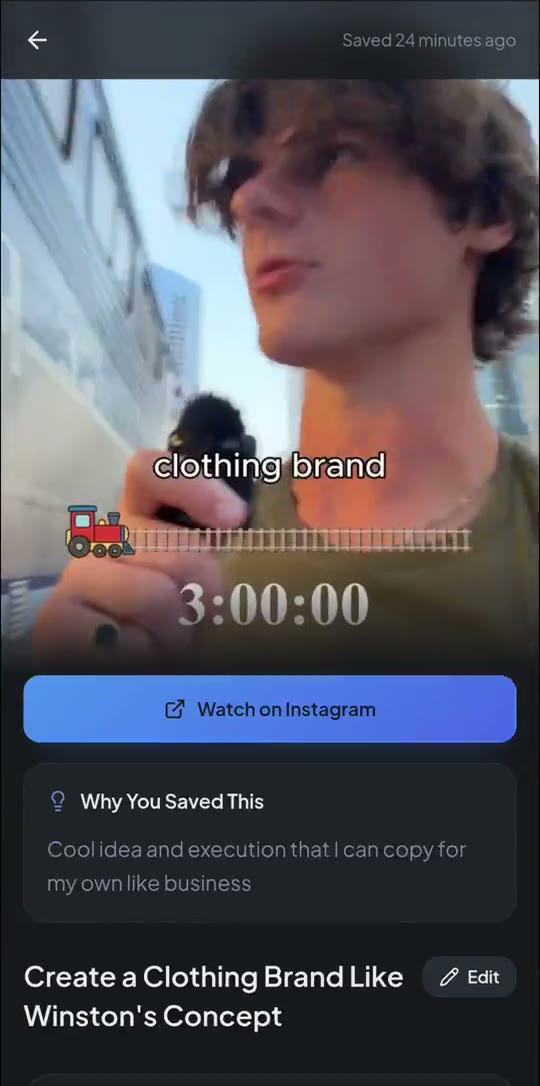 Saved 24 minutes ago
clothing brand
3:00:00
Watch on Instagram
Why You Saved This
Cool idea and execution that I can copy for
my own like business
Create a Clothing Brand Like
Winston's Concept
Edit